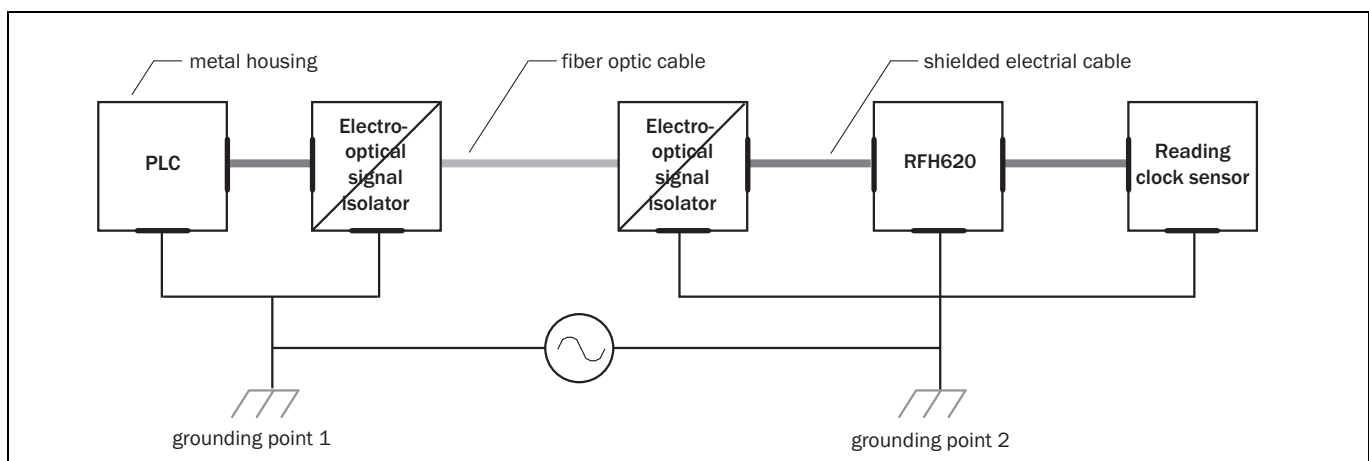 metal housing
fiber optic cable
shielded electrial cable
PLC
Electro-
optical
signal
isolator
Electro-
optical
signal
isolator
RFH620
Reading
clock sensor
grounding point 1
grounding point 2